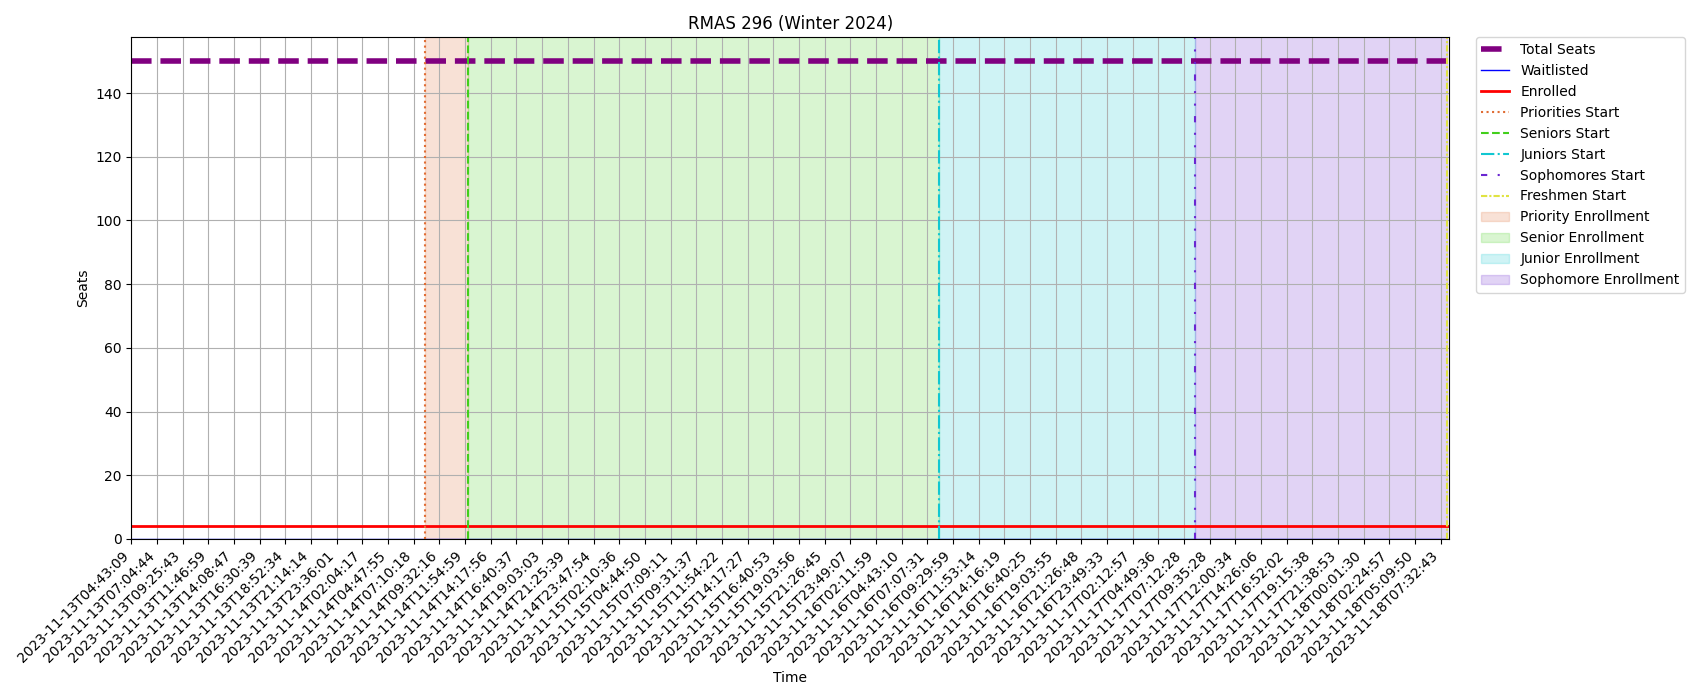 RMAS 296 (Winter 2024)
Seats
140
120
100
80
60
40
20
0
2023-11-13T04:43:09
2023-11-13T07:04:44
2023-11-13T09:25:43
2023-11-13T11:46:59
2023-11-13T14:08:47
2023-11-13T16:30:39
2023-11-13T18:52:34
2023-11-13T21:14:14
2023-11-13T23:36:01
2023-11-14T02:04:17
2023-11-14T04:47:55
2023-11-14T07:10:18
2023-11-14T09:32:16
2023-11-14T11:54:59
2023-11-14T14:17:56
2023-11-14T16:40:37
2023-11-14T19:03:03
2023-11-14T21:25:39
2023-11-14T23:47:54
2023-11-15T02:10:36
2023-11-15T04:44:50
2023-11-15T07:09:11
2023-11-15T09:31:37
2023-11-15T11:54:22
2023-11-15T14:17:27
2023-11-15T16:40:53
2023-11-15T19:03:56
2023-11-15T21:26:45
2023-11-15T23:49:07
2023-11-16T02:11:59
2023-11-16T04:43:10
2023-11-16T07:07:31
2023-11-16T09:29:59
2023-11-16T11:53:14
2023-11-16T14:16:19
2023-11-16T16:40:25
2023-11-16T19:03:55
2023-11-16T21:26:48
2023-11-16T23:49:33
2023-11-17T02:12:57
2023-11-17T04:49:36
2023-11-17T07:12:28
2023-11-17T09:35:28
2023-11-17T12:00:34
2023-11-17T14:26:06
2023-11-17T16:52:02
2023-11-17T19:15:38
2023-11-17T21:38:53
2023-11-18T00:01:30
2023-11-18T02:24:57
2023-11-18T05:09:50
2023-11-18T07:32:43
Time
Total Seats
Waitlisted
Enrolled
Priorities Start
Seniors Start
Juniors Start
Sophomores Start
Freshmen Start
Priority Enrollment
Senior Enrollment
Junior Enrollment
Sophomore Enrollment